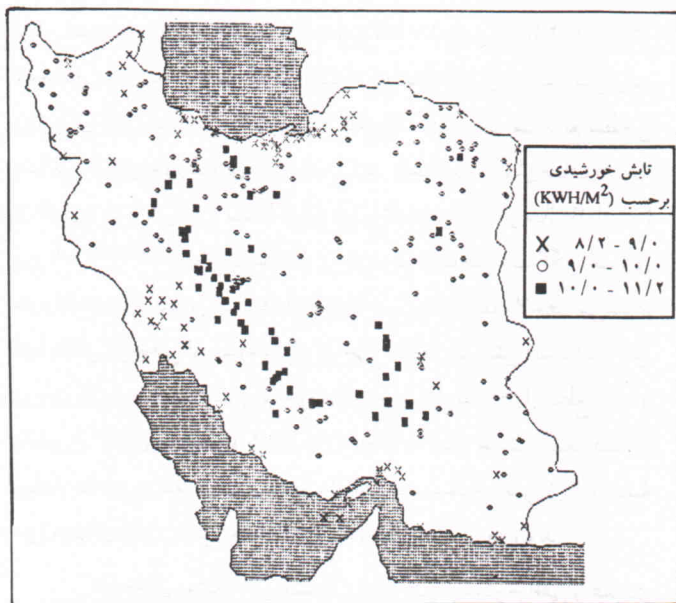 تابش خورشیدی
برحسب (KWH/M²)
X ۸/۲ - ۹/۰
○ ۹/۰ - ۱۰/۰
■ ۱۰/۰ - ۱۱/۲